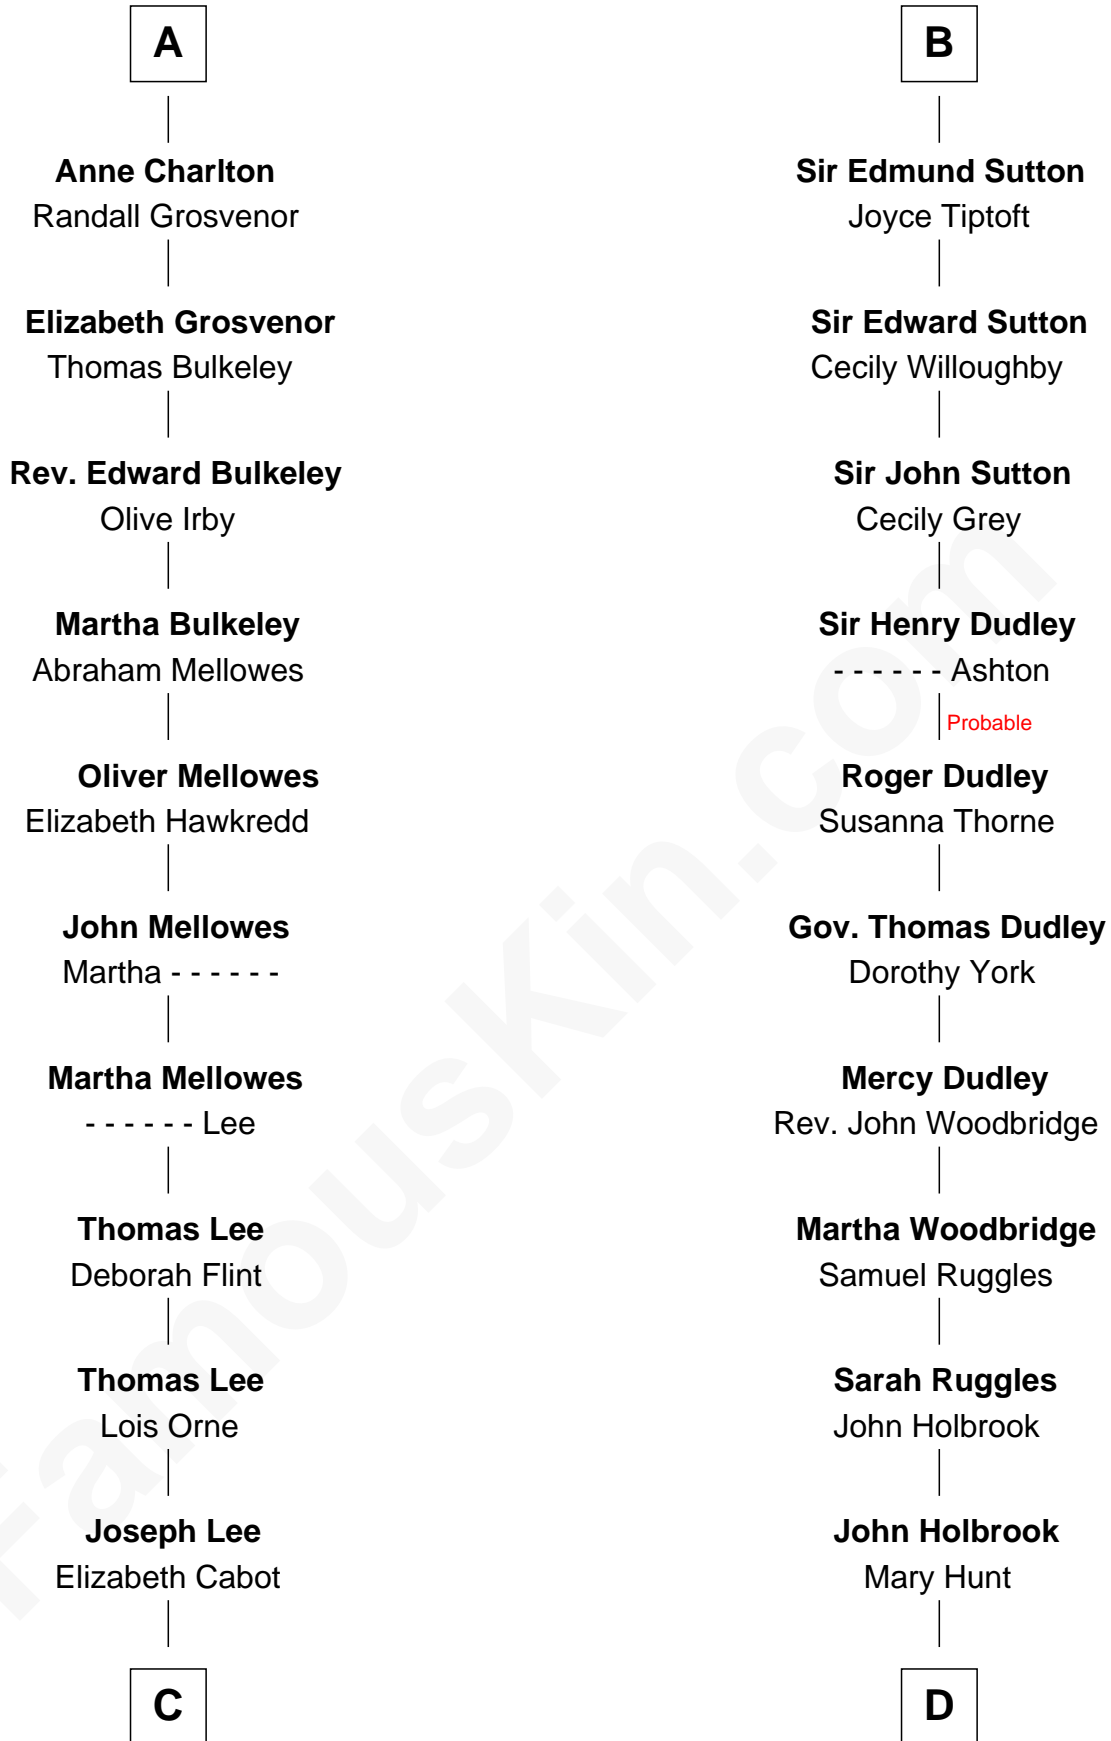 A
Anne Charlton
Randall Grosvenor
Elizabeth Grosvenor
Thomas Bulkeley
Rev. Edward Bulkeley
Olive Irby
Martha Bulkeley
Abraham Mellowes
Oliver Mellowes
Elizabeth Hawkredd
John Mellowes
Martha - - - - - -
Martha Mellowes
- - - - - - Lee
Thomas Lee
Deborah Flint
Thomas Lee
Lois Orne
Joseph Lee
Elizabeth Cabot
C
B
Sir Edmund Sutton
Joyce Tiptoft
Sir Edward Sutton
Cecily Willoughby
Sir John Sutton
Cecily Grey
Sir Henry Dudley
- - - - - - Ashton
Probable
Roger Dudley
Susanna Thorne
Gov. Thomas Dudley
Dorothy York
Mercy Dudley
Rev. John Woodbridge
Martha Woodbridge
Samuel Ruggles
Sarah Ruggles
John Holbrook
John Holbrook
Mary Hunt
D
FamousKin.com